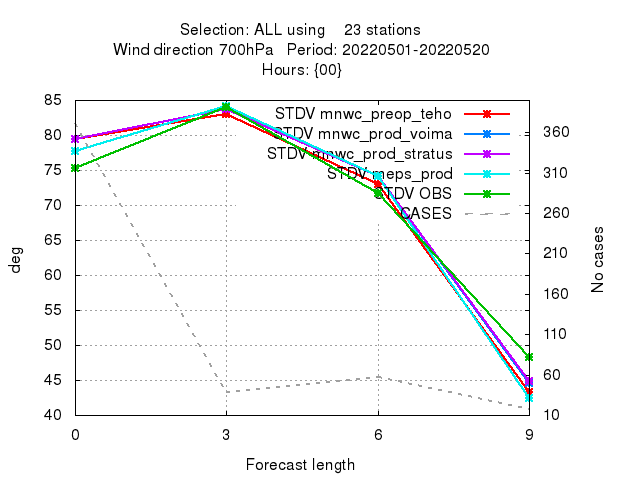 Selection: ALL using    23 stations
Wind direction 700hPa   Period: 20220501-20220520
Hours: {00}
STDV mnwc_preop_teho
STDV mnwc_prod_voima
STDV mnwc_prod_stratus
STDV meps_prod
STDV OBS
CASES
85
80
75
70
65
60
55
50
45
40
deg
360
310
260
210
160
110
60
10
No cases
0 3 6 9
Forecast length